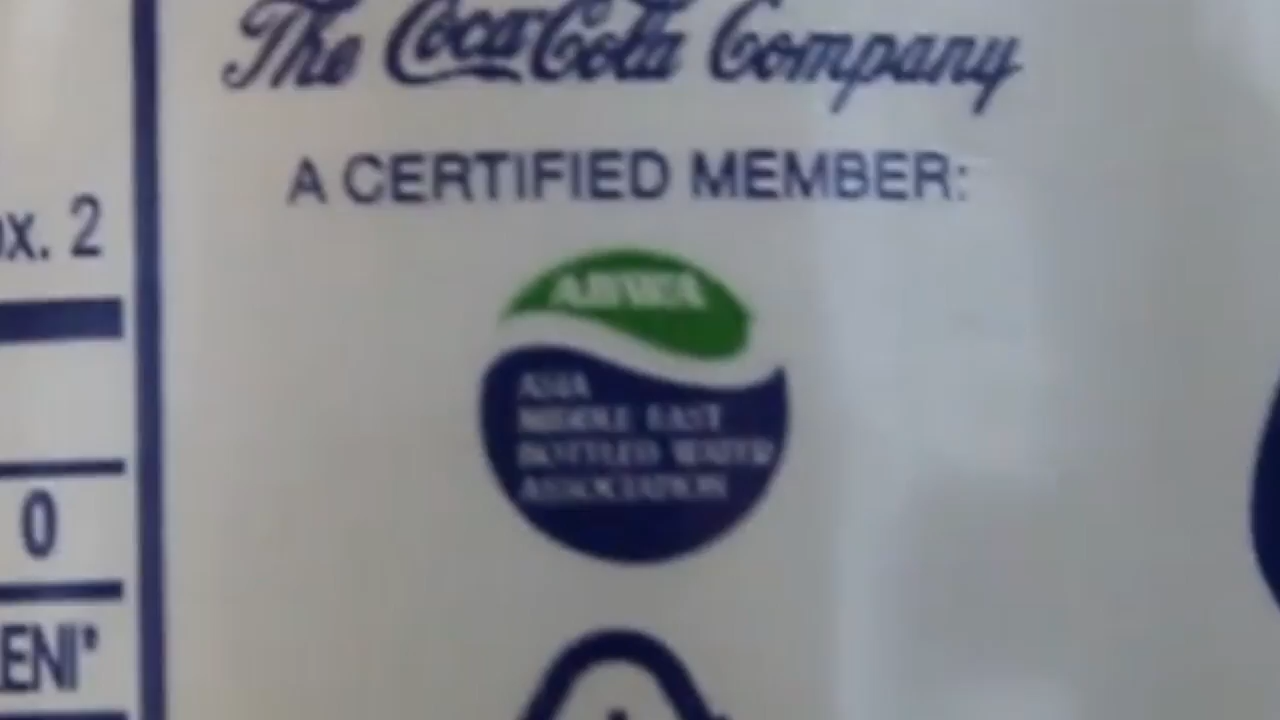 The Coca-Cola Company
A CERTIFIED MEMBER:
x. 2
ABWA
ASIA
MIDDLE EAST
BOTTLED WATER
ASSOCIATION
0
ENI*